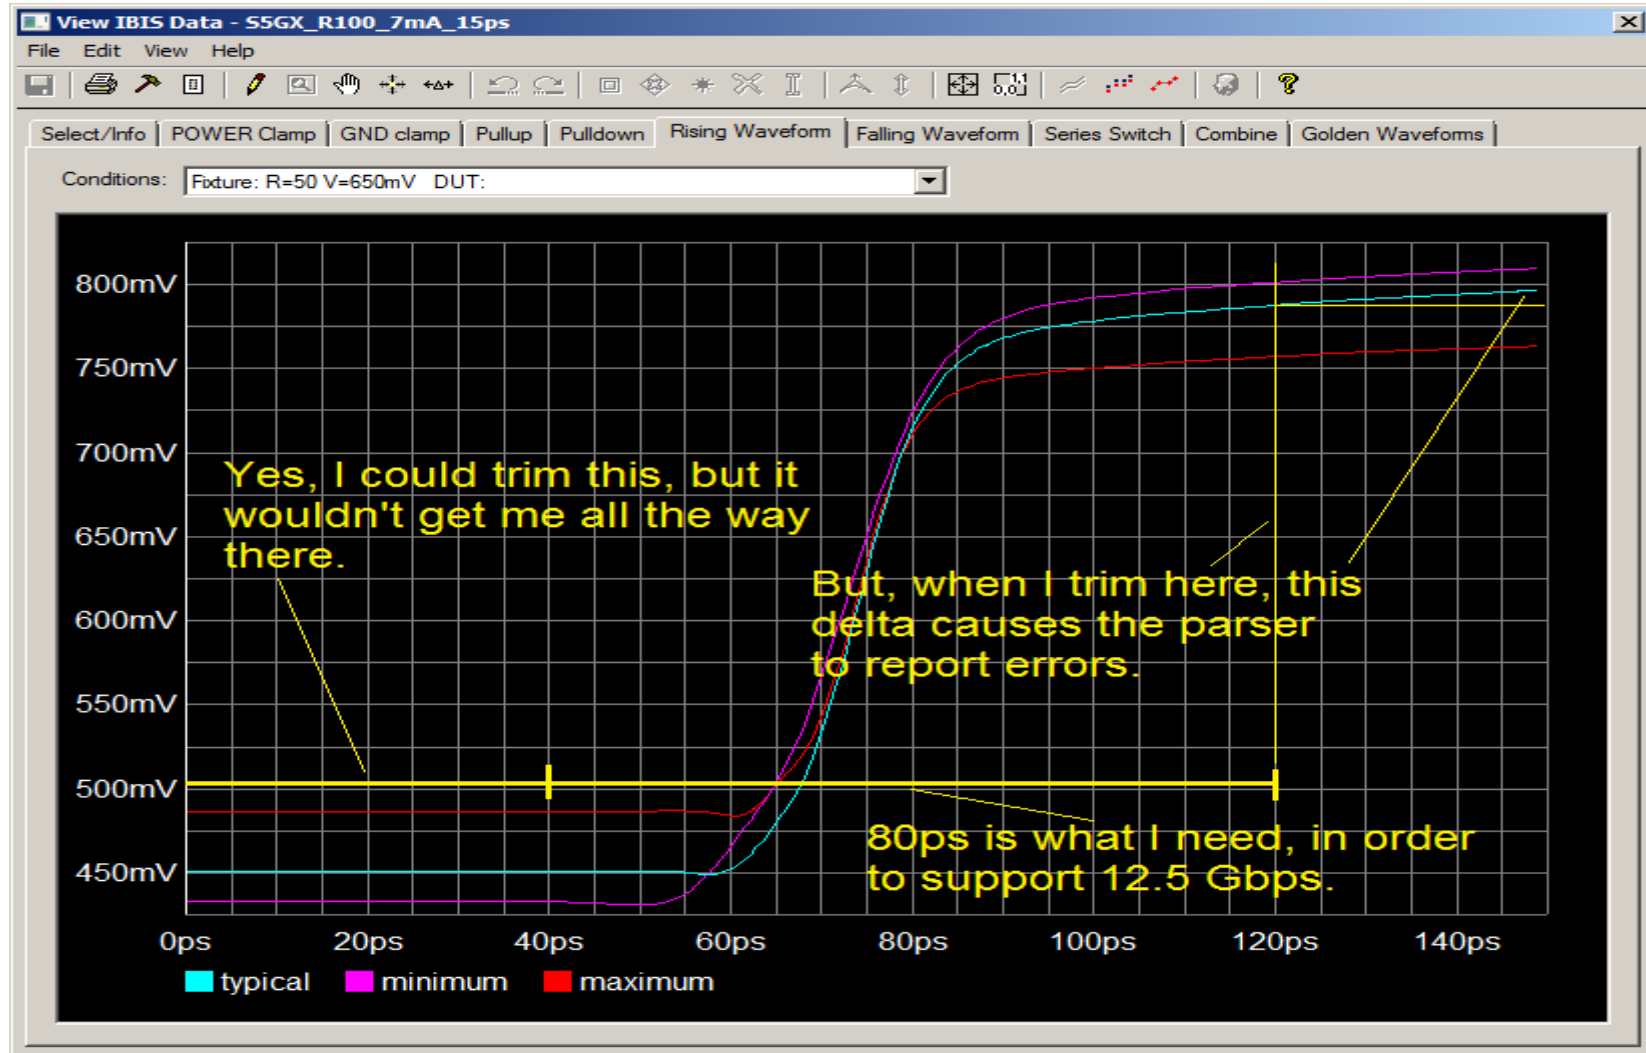 View IBIS Data - S5GX_R100_7mA_15ps
File Edit View Help
Select/Info POWER Clamp GND clamp Pullup Pulldown Rising Waveform Falling Waveform Series Switch Combine Golden Waveforms
Conditions: Fixture: R=50 V=650mV DUT:
800mV
750mV
700mV
650mV
600mV
550mV
500mV
450mV
Yes, I could trim this, but it
wouldn't get me all the way
there.
But, when I trim here, this
delta causes the parser
to report errors.
80ps is what I need, in order
to support 12.5 Gbps.
0ps 20ps 40ps 60ps 80ps 100ps 120ps 140ps
typical minimum maximum